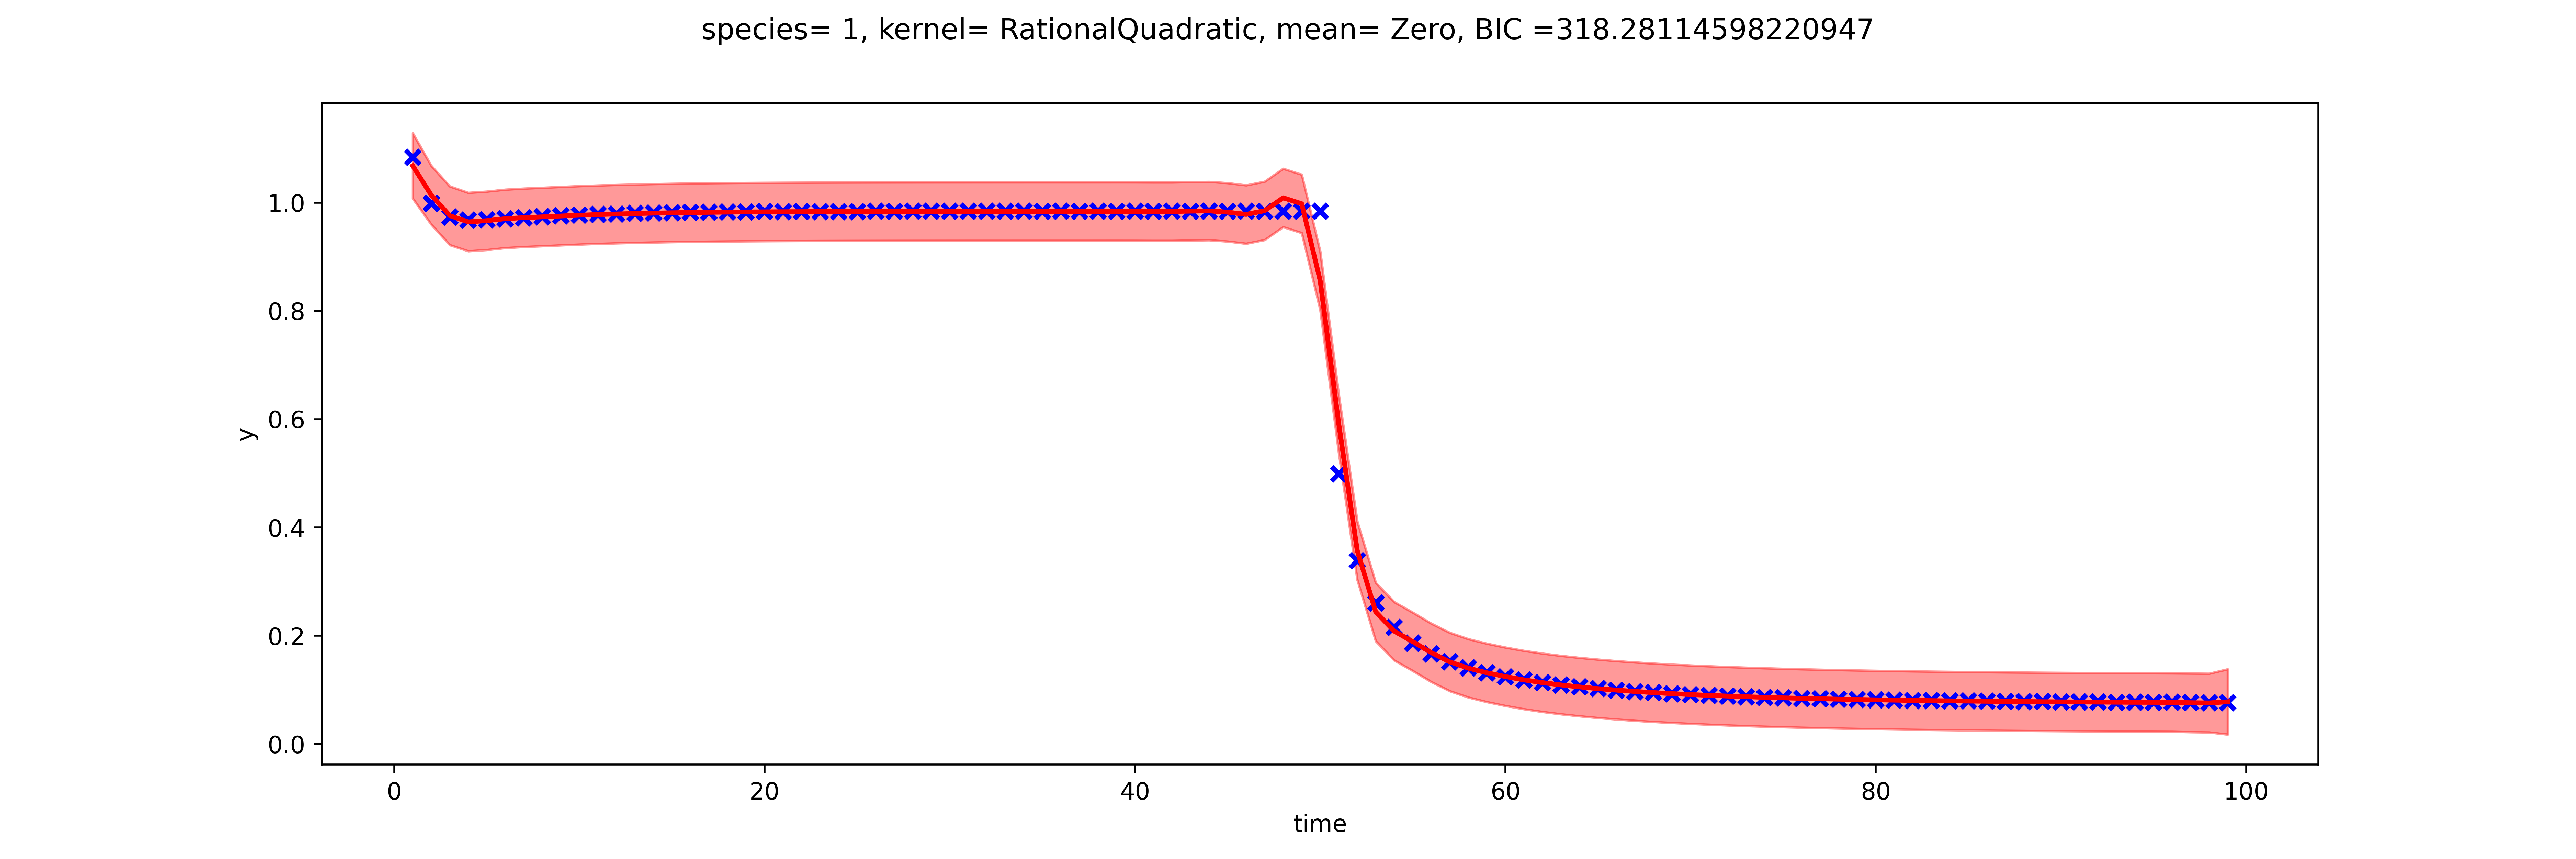 species= 1, kernel= RationalQuadratic, mean= Zero, BIC =318.28114598220947
1.0
0.8
0.6
y
0.4
0.2
0.0
0 20 40 60 80 100
time